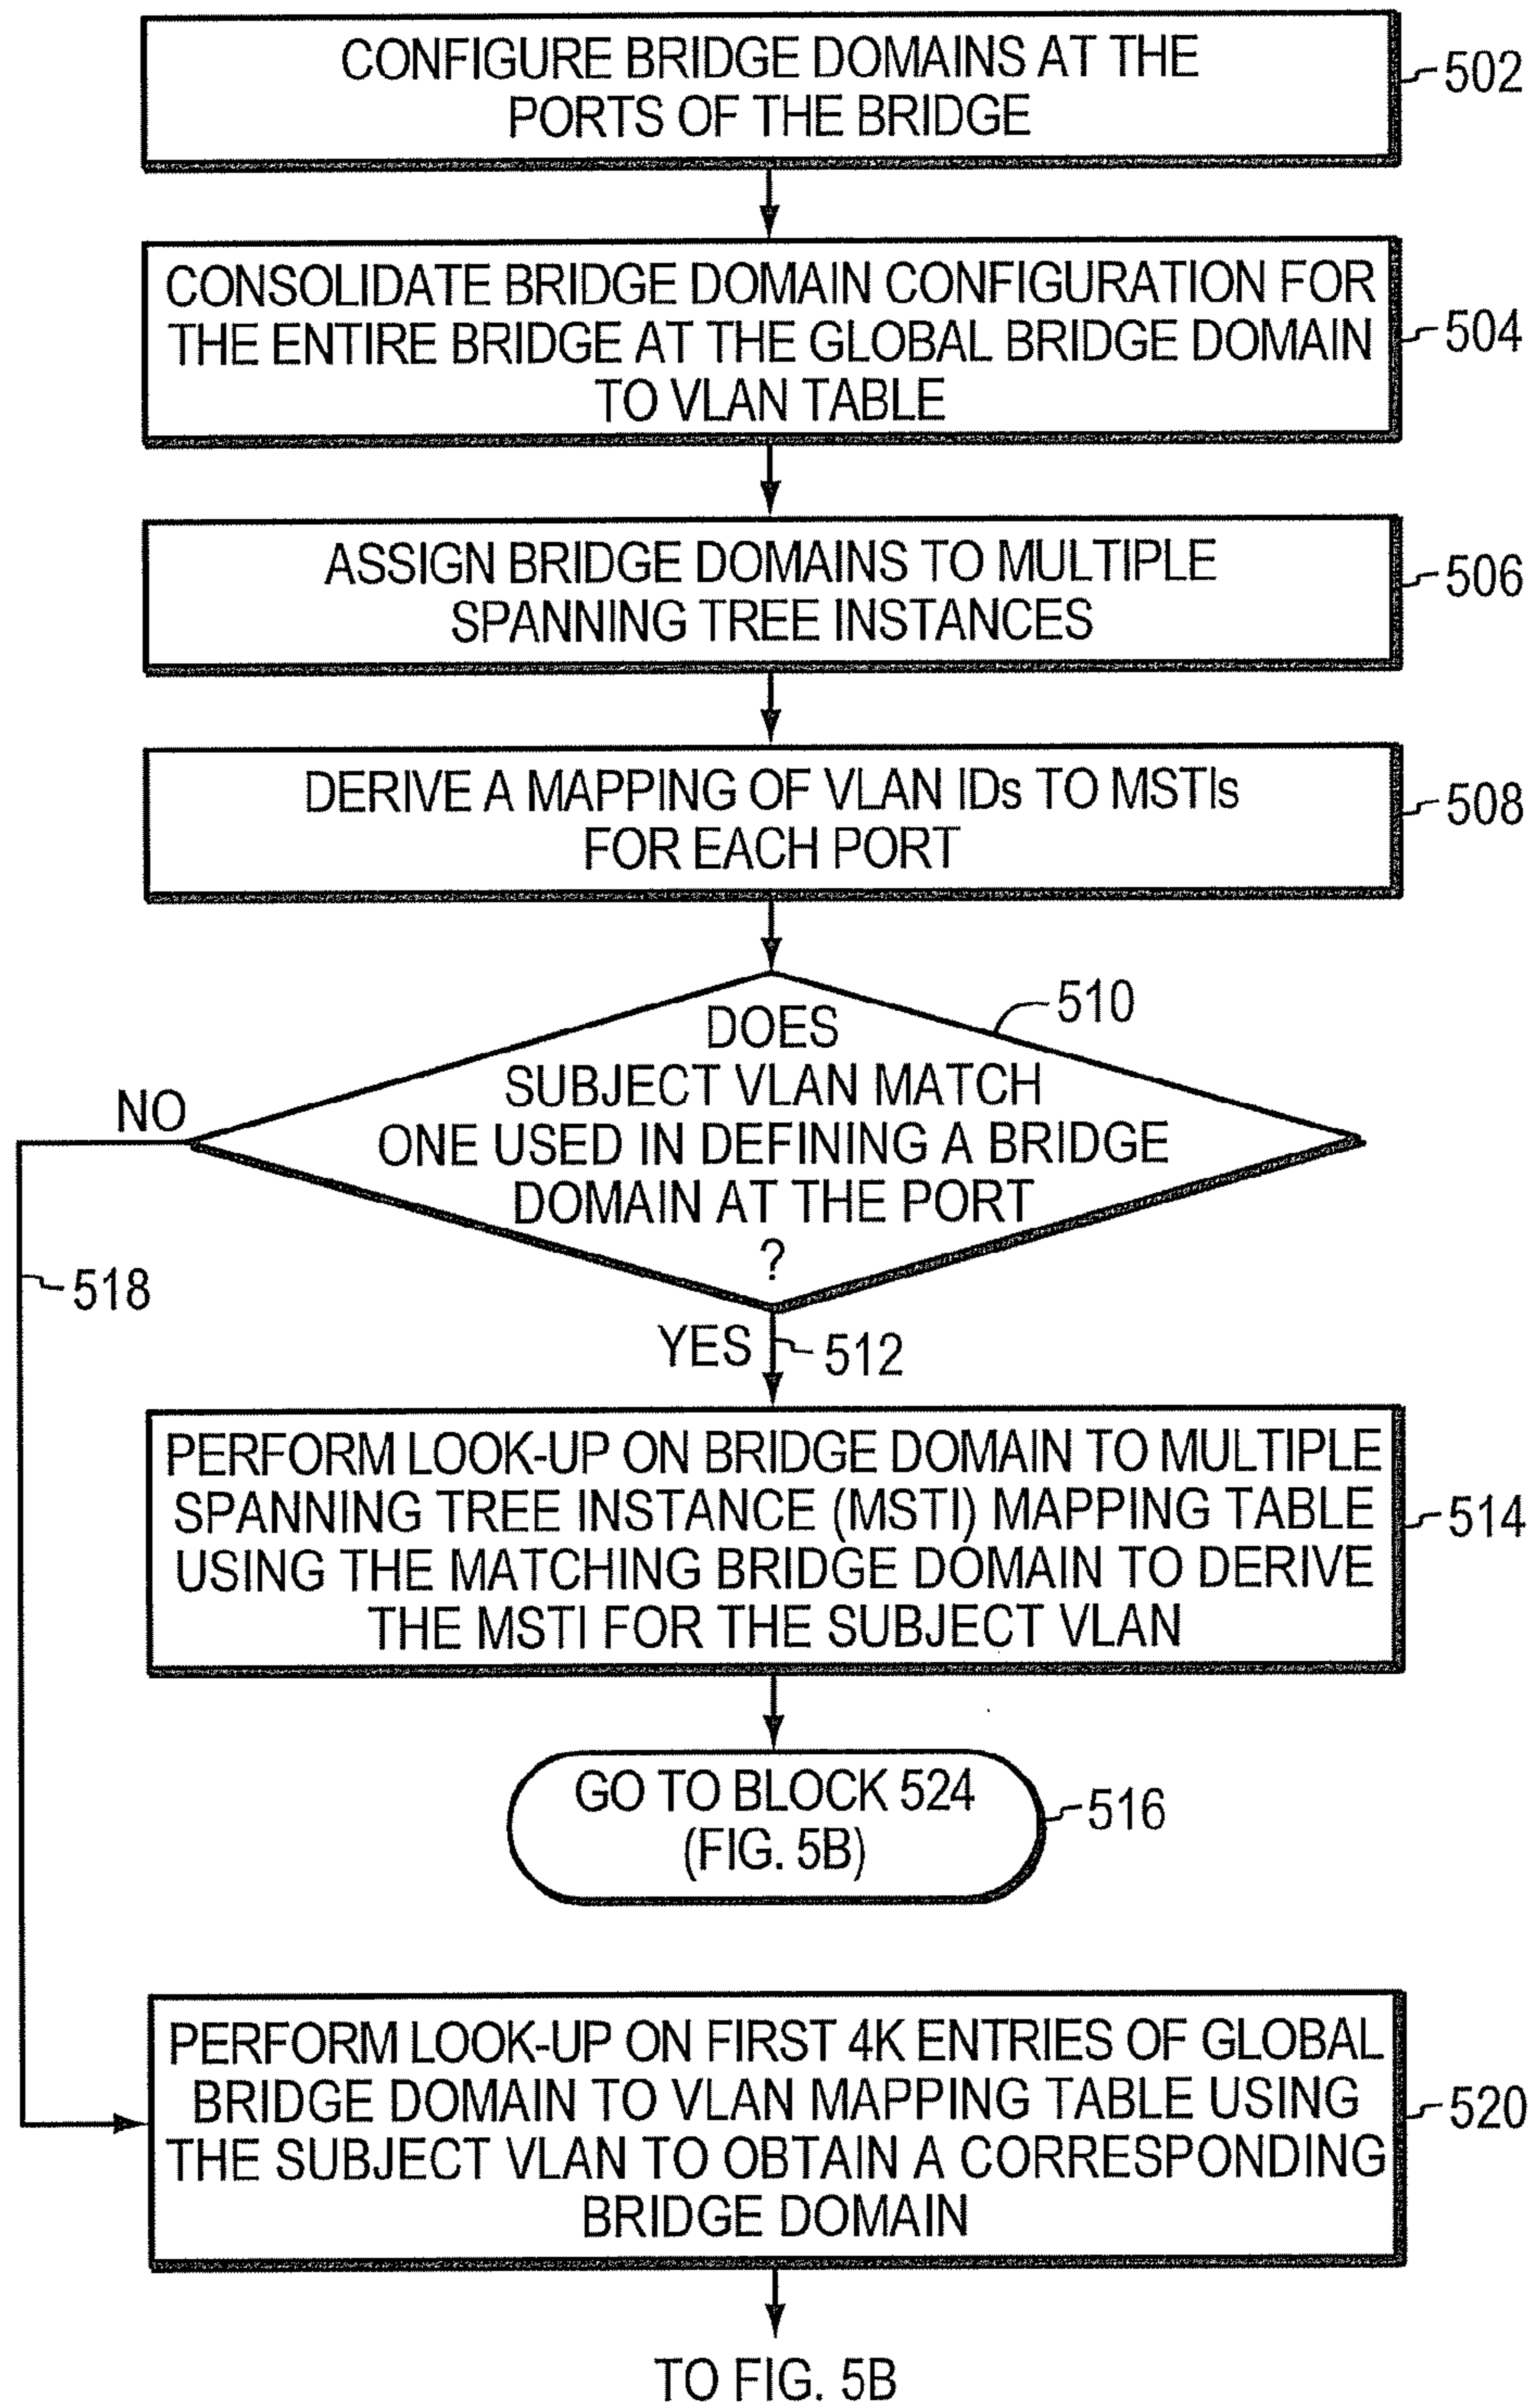 CONFIGURE BRIDGE DOMAINS AT THE
PORTS OF THE BRIDGE
502
CONSOLIDATE BRIDGE DOMAIN CONFIGURATION FOR
THE ENTIRE BRIDGE AT THE GLOBAL BRIDGE DOMAIN
TO VLAN TABLE
504
ASSIGN BRIDGE DOMAINS TO MULTIPLE
SPANNING TREE INSTANCES
506
DERIVE A MAPPING OF VLAN IDs TO MSTIs
FOR EACH PORT
508
510
DOES
SUBJECT VLAN MATCH
ONE USED IN DEFINING A BRIDGE
DOMAIN AT THE PORT
?
NO
518
YES
512
PERFORM LOOK-UP ON BRIDGE DOMAIN TO MULTIPLE
SPANNING TREE INSTANCE (MSTI) MAPPING TABLE
USING THE MATCHING BRIDGE DOMAIN TO DERIVE
THE MSTI FOR THE SUBJECT VLAN
514
GO TO BLOCK 524
(FIG. 5B)
516
PERFORM LOOK-UP ON FIRST 4K ENTRIES OF GLOBAL
BRIDGE DOMAIN TO VLAN MAPPING TABLE USING
THE SUBJECT VLAN TO OBTAIN A CORRESPONDING
BRIDGE DOMAIN
520
TO FIG. 5B